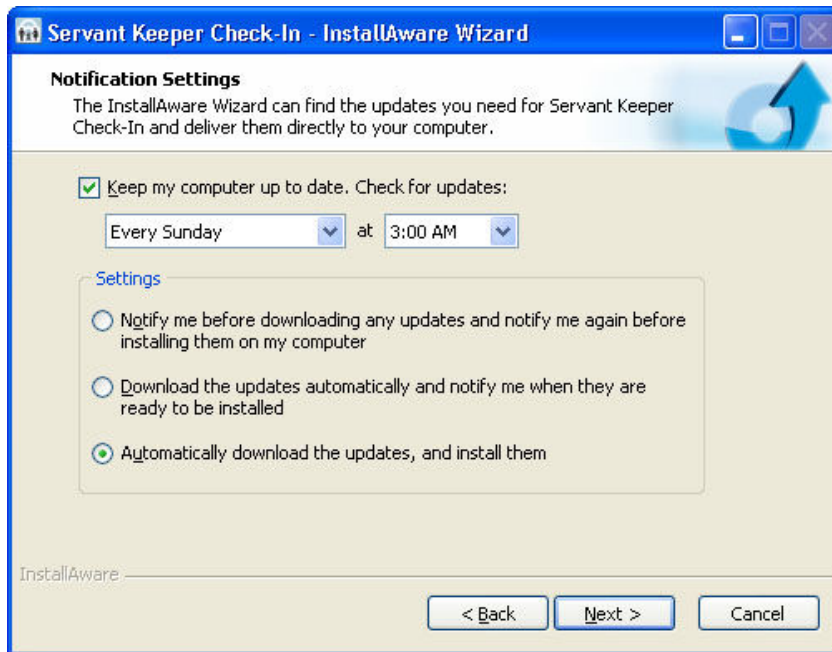 Servant Keeper Check-In - InstallAware Wizard
Notification Settings
The InstallAware Wizard can find the updates you need for Servant Keeper
Check-In and deliver them directly to your computer.
Keep my computer up to date. Check for updates:
Every Sunday at 3:00 AM
Settings
Notify me before downloading any updates and notify me again before
installing them on my computer
Download the updates automatically and notify me when they are
ready to be installed
Automatically download the updates, and install them
InstallAware
< Back Next > Cancel